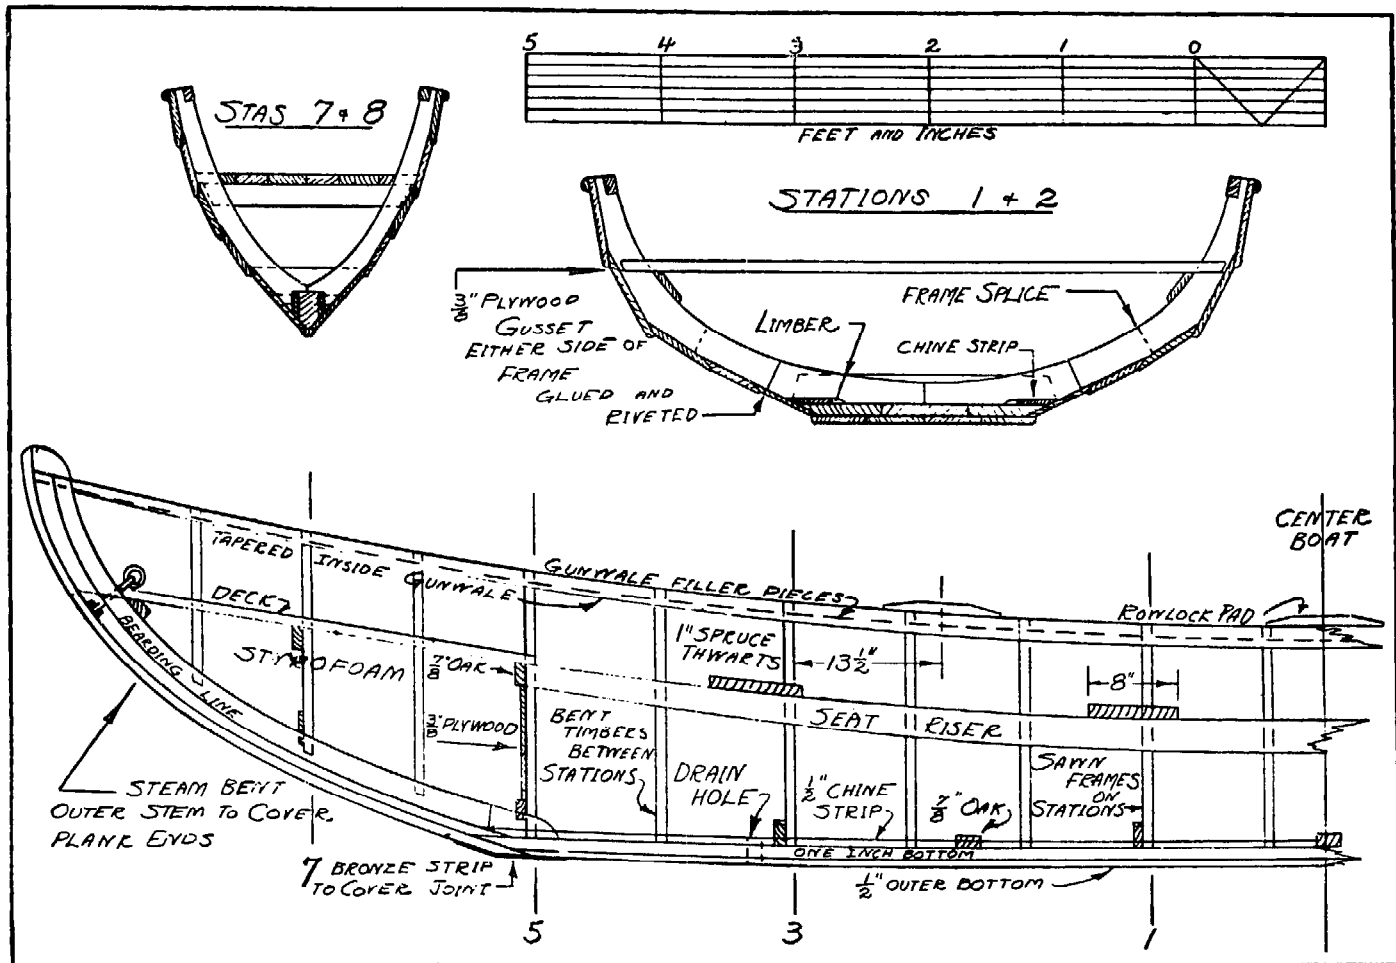 5 4 3 2 1 0
STAS 7 & 8
FEET AND INCHES
STATIONS 1 & 2
3/8" PLYWOOD
GUSSET
EITHER SIDE OF
FRAME
GLUED AND
RIVETED
LIMBER
FRAME SPLICE
CHINE STRIP
CENTER
BOAT
TAPERED INSIDE GUNWALE
GUNWALE FILLER PIECES
ROWLOCK PAD
DECK
STYROFOAM
BEARDING LINE
7/8" OAK
3/8" PLYWOOD
1" SPRUCE
THWARTS
13 1/2"
8"
SEAT RISER
BENT
TIMBERS
BETWEEN
STATIONS
DRAIN
HOLE
1/2" CHINE
STRIP
7/8" OAK
SAWN
FRAMES
ON
STATIONS
ONE INCH BOTTOM
1/2" OUTER BOTTOM
STEAM BENT
OUTER STEM TO COVER
PLANK ENDS
7 BRONZE STRIP
TO COVER JOINT
5 3 1